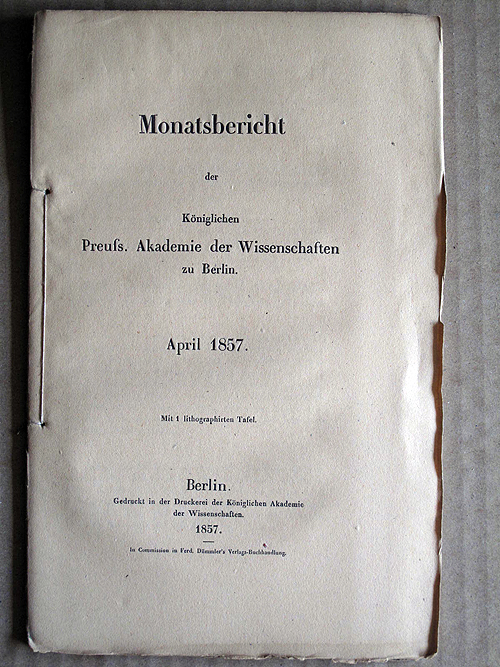 Monatsbericht
der
Königlichen
Preuſs. Akademie der Wissenschaften
zu Berlin.
April 1857.
Mit 1 lithographirten Tafel.
Berlin.
Gedruckt in der Druckerei der Königlichen Akademie
der Wissenschaften.
1857.
In Commission in Ferd. Dümmler's Verlags-Buchhandlung.